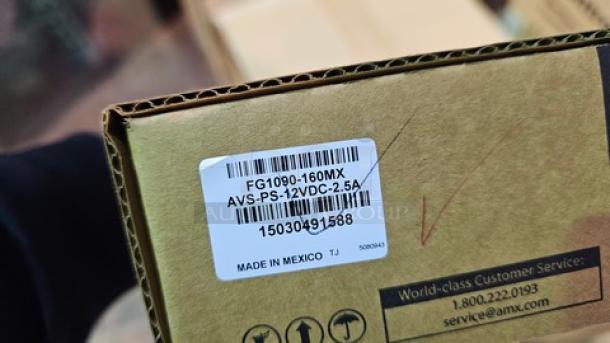 FG1090-160MX
AVS-PS-12VDC-2.5A
15030491588
MADE IN MEXICO TJ 5080943
World-class Customer Service:
1.800.222.0193
service@amx.com